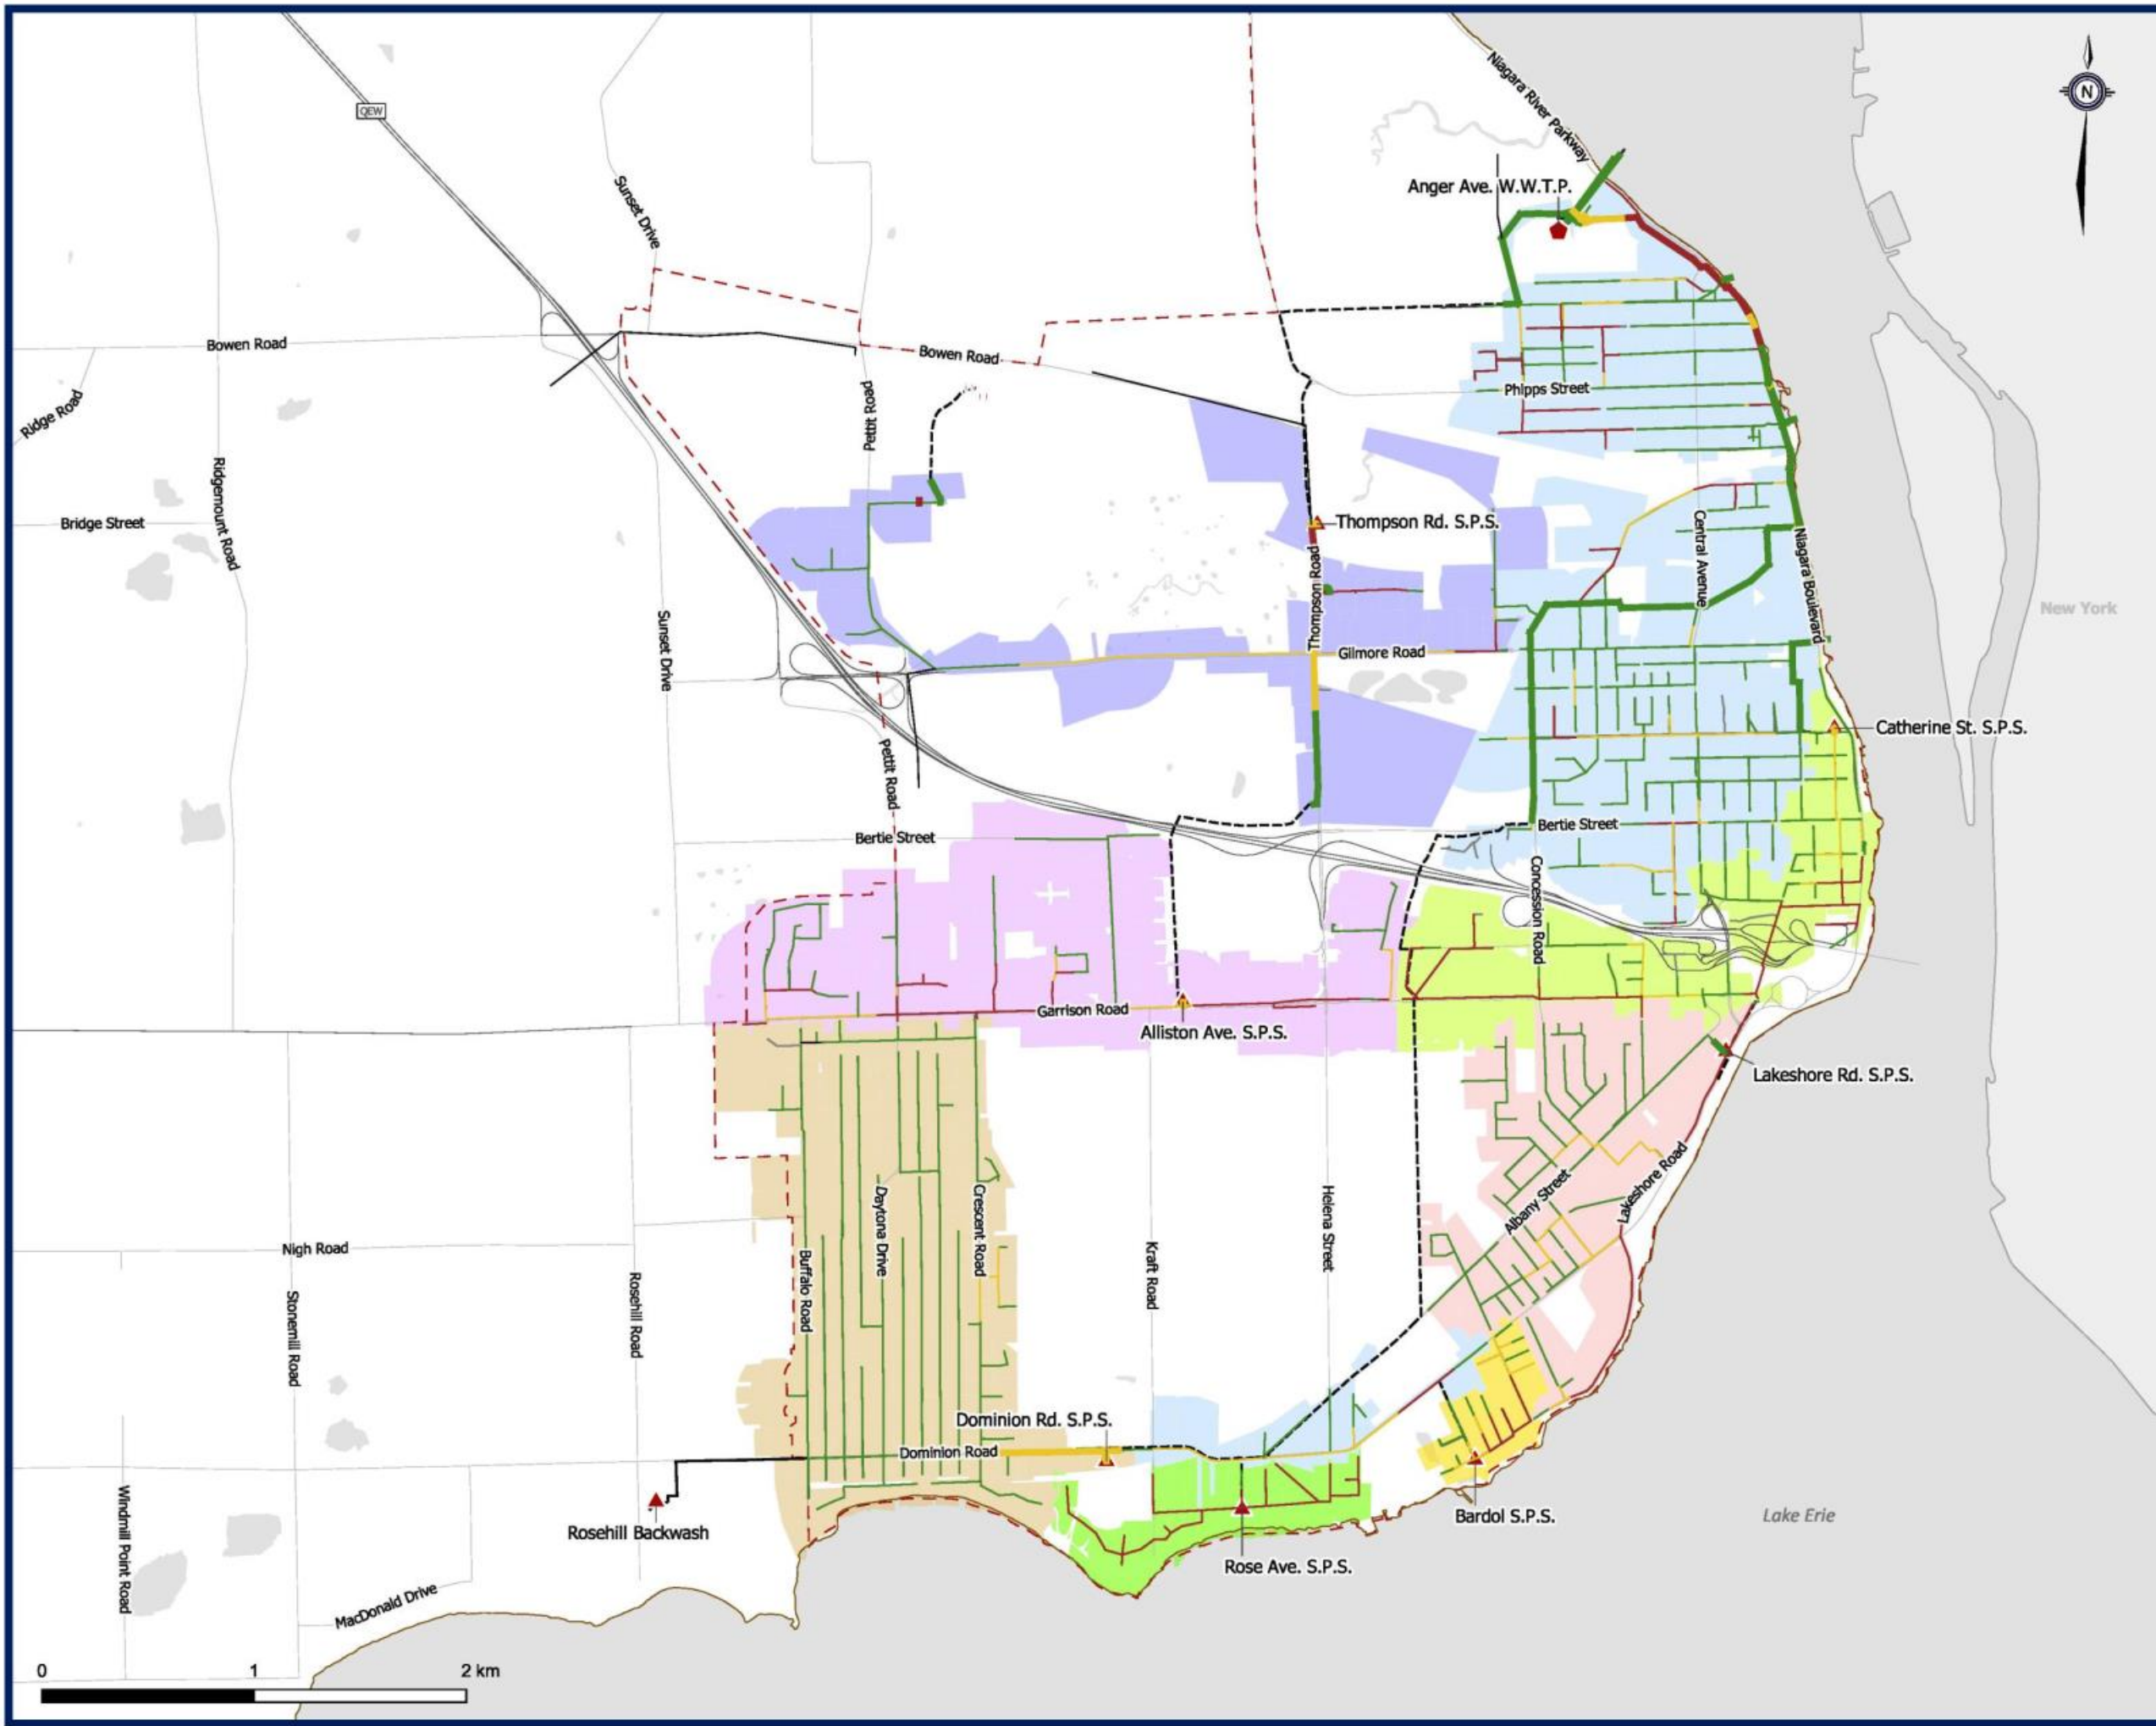 Niagara River Parkway
QEW
N
Anger Ave. W.W.T.P.
Sunset Drive
Bowen Road
Bowen Road
Pettit Road
Phipps Street
Ridge Road
Ridgemount Road
Bridge Street
Thompson Rd. S.P.S.
Central Avenue
Niagara Boulevard
Thompson Road
New York
Sunset Drive
Gilmore Road
Catherine St. S.P.S.
Pettit Road
Bertie Street
Bertie Street
Concession Road
Garrison Road
Alliston Ave. S.P.S.
Lakeshore Rd. S.P.S.
Lakeshore Road
Albany Street
Daytona Drive
Crescent Road
Helena Street
Nigh Road
Kraft Road
Buffalo Road
Rosehill Road
Stonemill Road
Dominion Rd. S.P.S.
Dominion Road
Windmill Point Road
Rosehill Backwash
Bardol S.P.S.
Lake Erie
Rose Ave. S.P.S.
MacDonald Drive
0 1 2 km